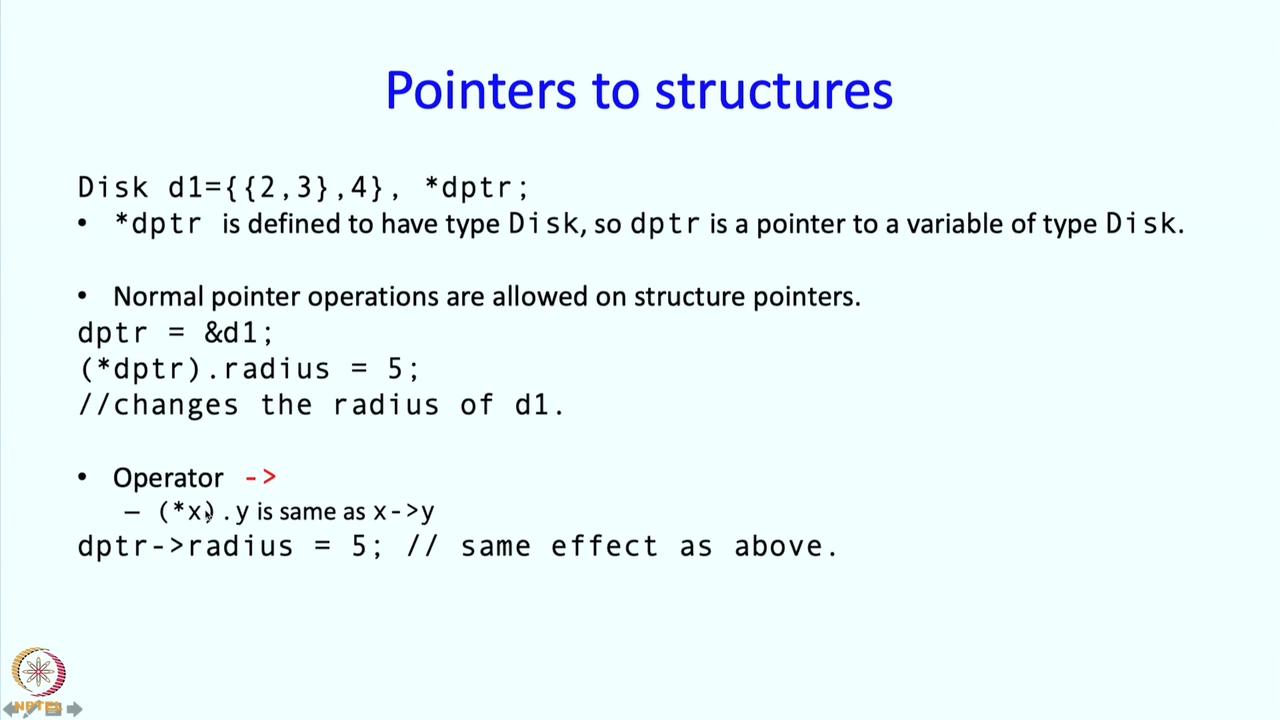 Pointers to structures
Disk d1={{2,3},4}, *dptr;
• *dptr is defined to have type Disk, so dptr is a pointer to a variable of type Disk.
• Normal pointer operations are allowed on structure pointers.
dptr = &d1;
(*dptr).radius = 5;
//changes the radius of d1.
• Operator ->
– (*x).y is same as x->y
dptr->radius = 5; // same effect as above.
NPTEL